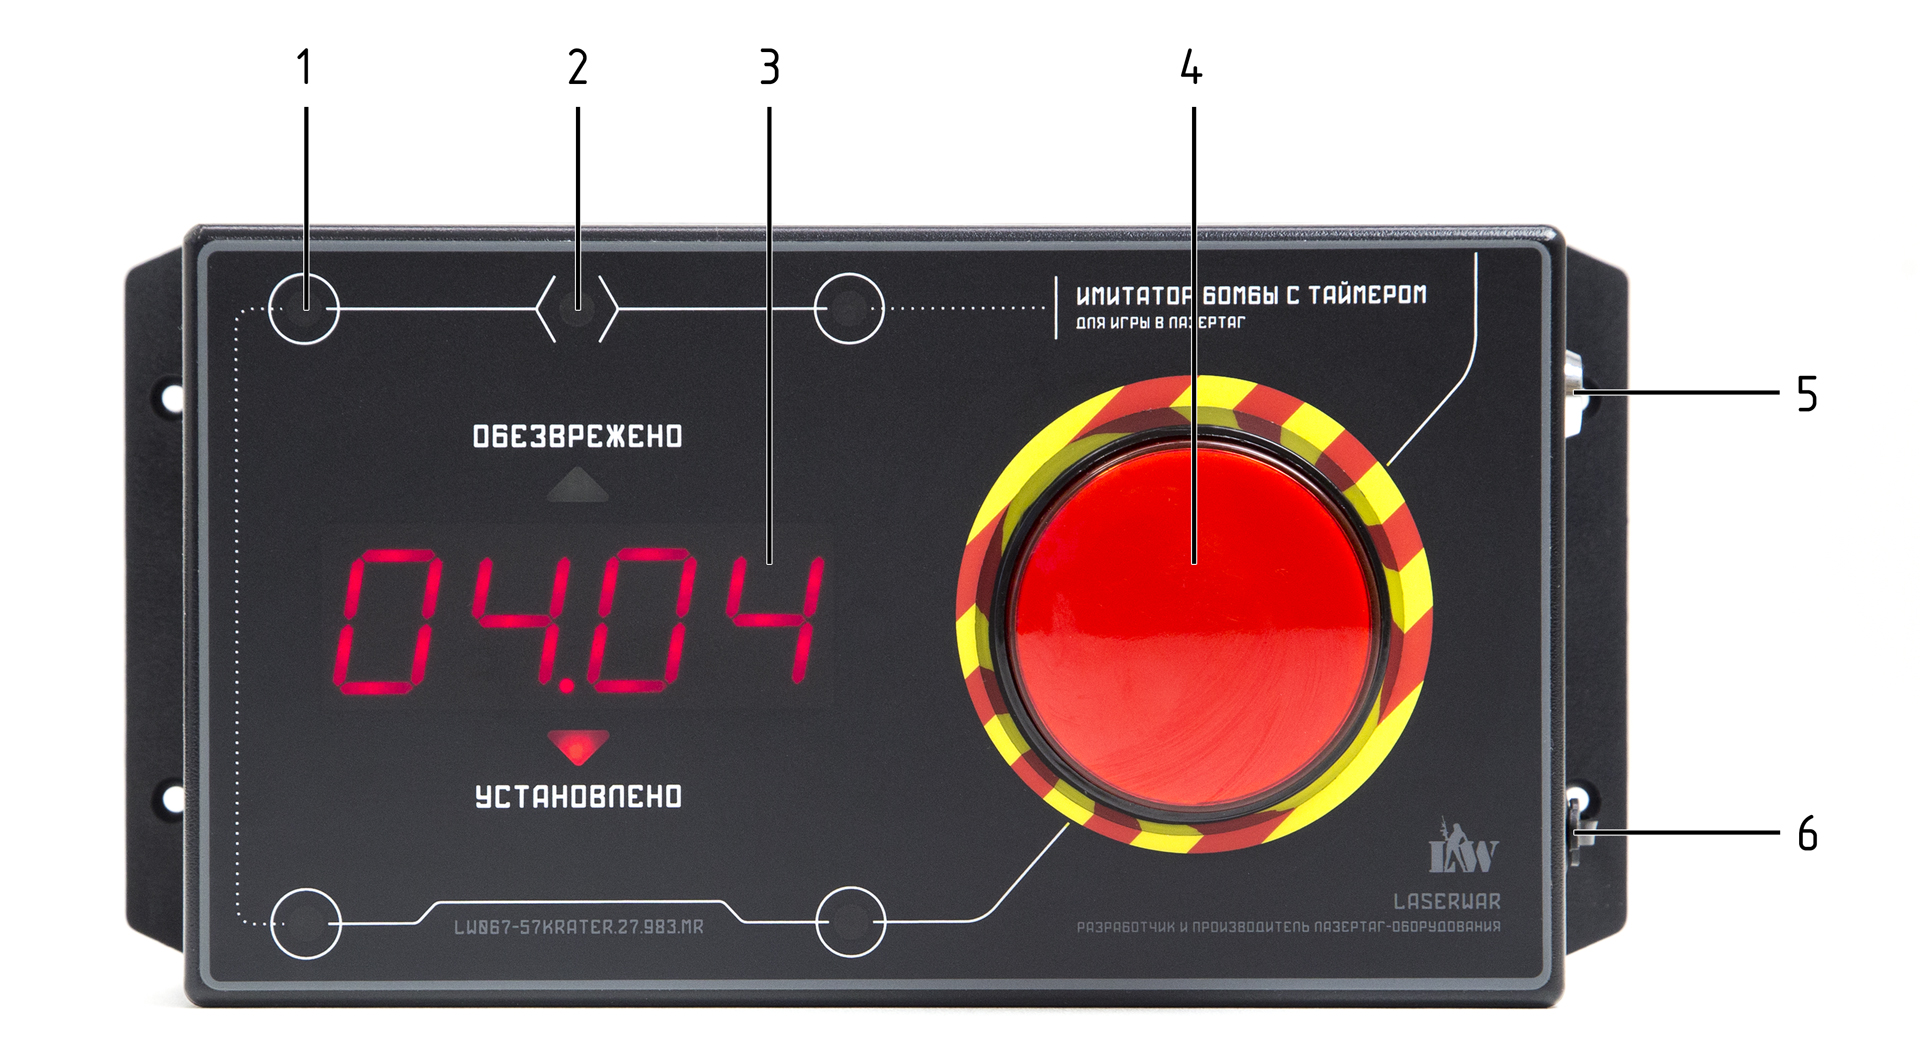 1
2
3
4
ИМИТАТОР БОМБЫ С ТАЙМЕРОМ
ДЛЯ ИГРЫ В ЛАЗЕРТАГ
5
ОБЕЗВРЕЖЕНО
04.04
УСТАНОВЛЕНО
6
LW
LASERWAR
LW067-57KRATER.27.983.MR
РАЗРАБОТЧИК И ПРОИЗВОДИТЕЛЬ ЛАЗЕРТАГ-ОБОРУДОВАНИЯ